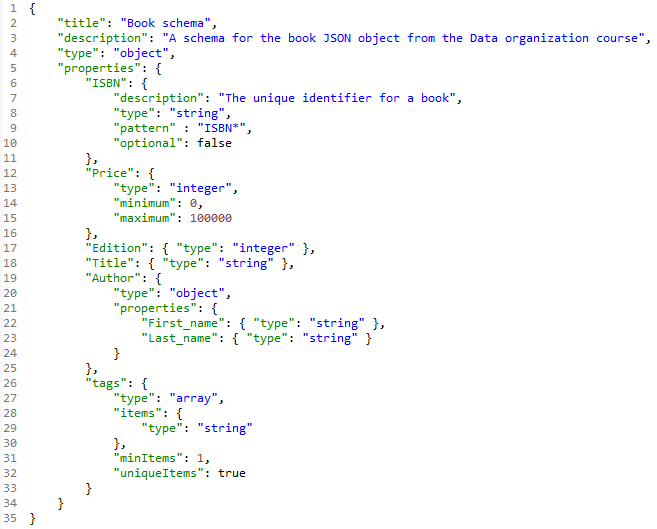 1 {
2     "title": "Book schema",
3     "description": "A schema for the book JSON object from the Data organization course",
4     "type": "object",
5     "properties": {
6         "ISBN": {
7             "description": "The unique identifier for a book",
8             "type": "string",
9             "pattern" : "ISBN*",
10             "optional": false
11         },
12         "Price": {
13             "type": "integer",
14             "minimum": 0,
15             "maximum": 100000
16         },
17         "Edition": { "type": "integer" },
18         "Title": { "type": "string" },
19         "Author": {
20             "type": "object",
21             "properties": {
22                 "First_name": { "type": "string" },
23                 "Last_name": { "type": "string" }
24             }
25         },
26         "tags": {
27             "type": "array",
28             "items": {
29                 "type": "string"
30             },
31             "minItems": 1,
32             "uniqueItems": true
33         }
34     }
35 }